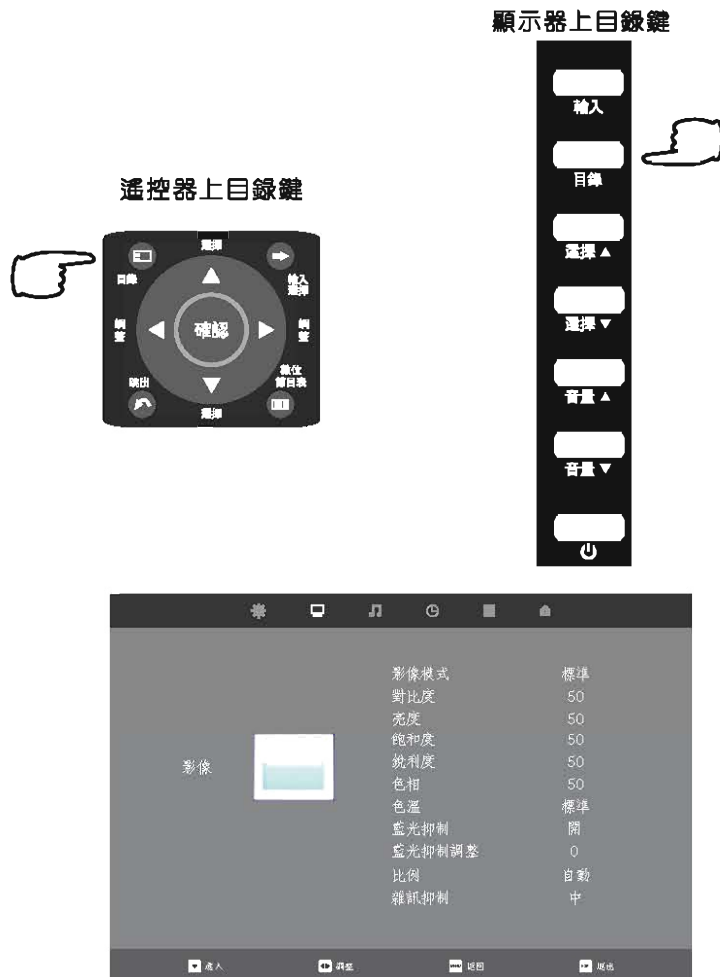 顯示器上目錄鍵
輸入
目錄
選擇 ▲
選擇 ▼
音量 ▲
音量 ▼
遙控器上目錄鍵
選擇
目錄
輸入
選擇
調整
確認
調整
跳出
數位
節目表
選擇
影像
影像模式 標準
對比度 50
亮度 50
飽和度 50
銳利度 50
色相 50
色溫 標準
藍光抑制 開
藍光抑制調整 0
比例 自動
雜訊抑制 中
進入 調整 MENU 返回 退出